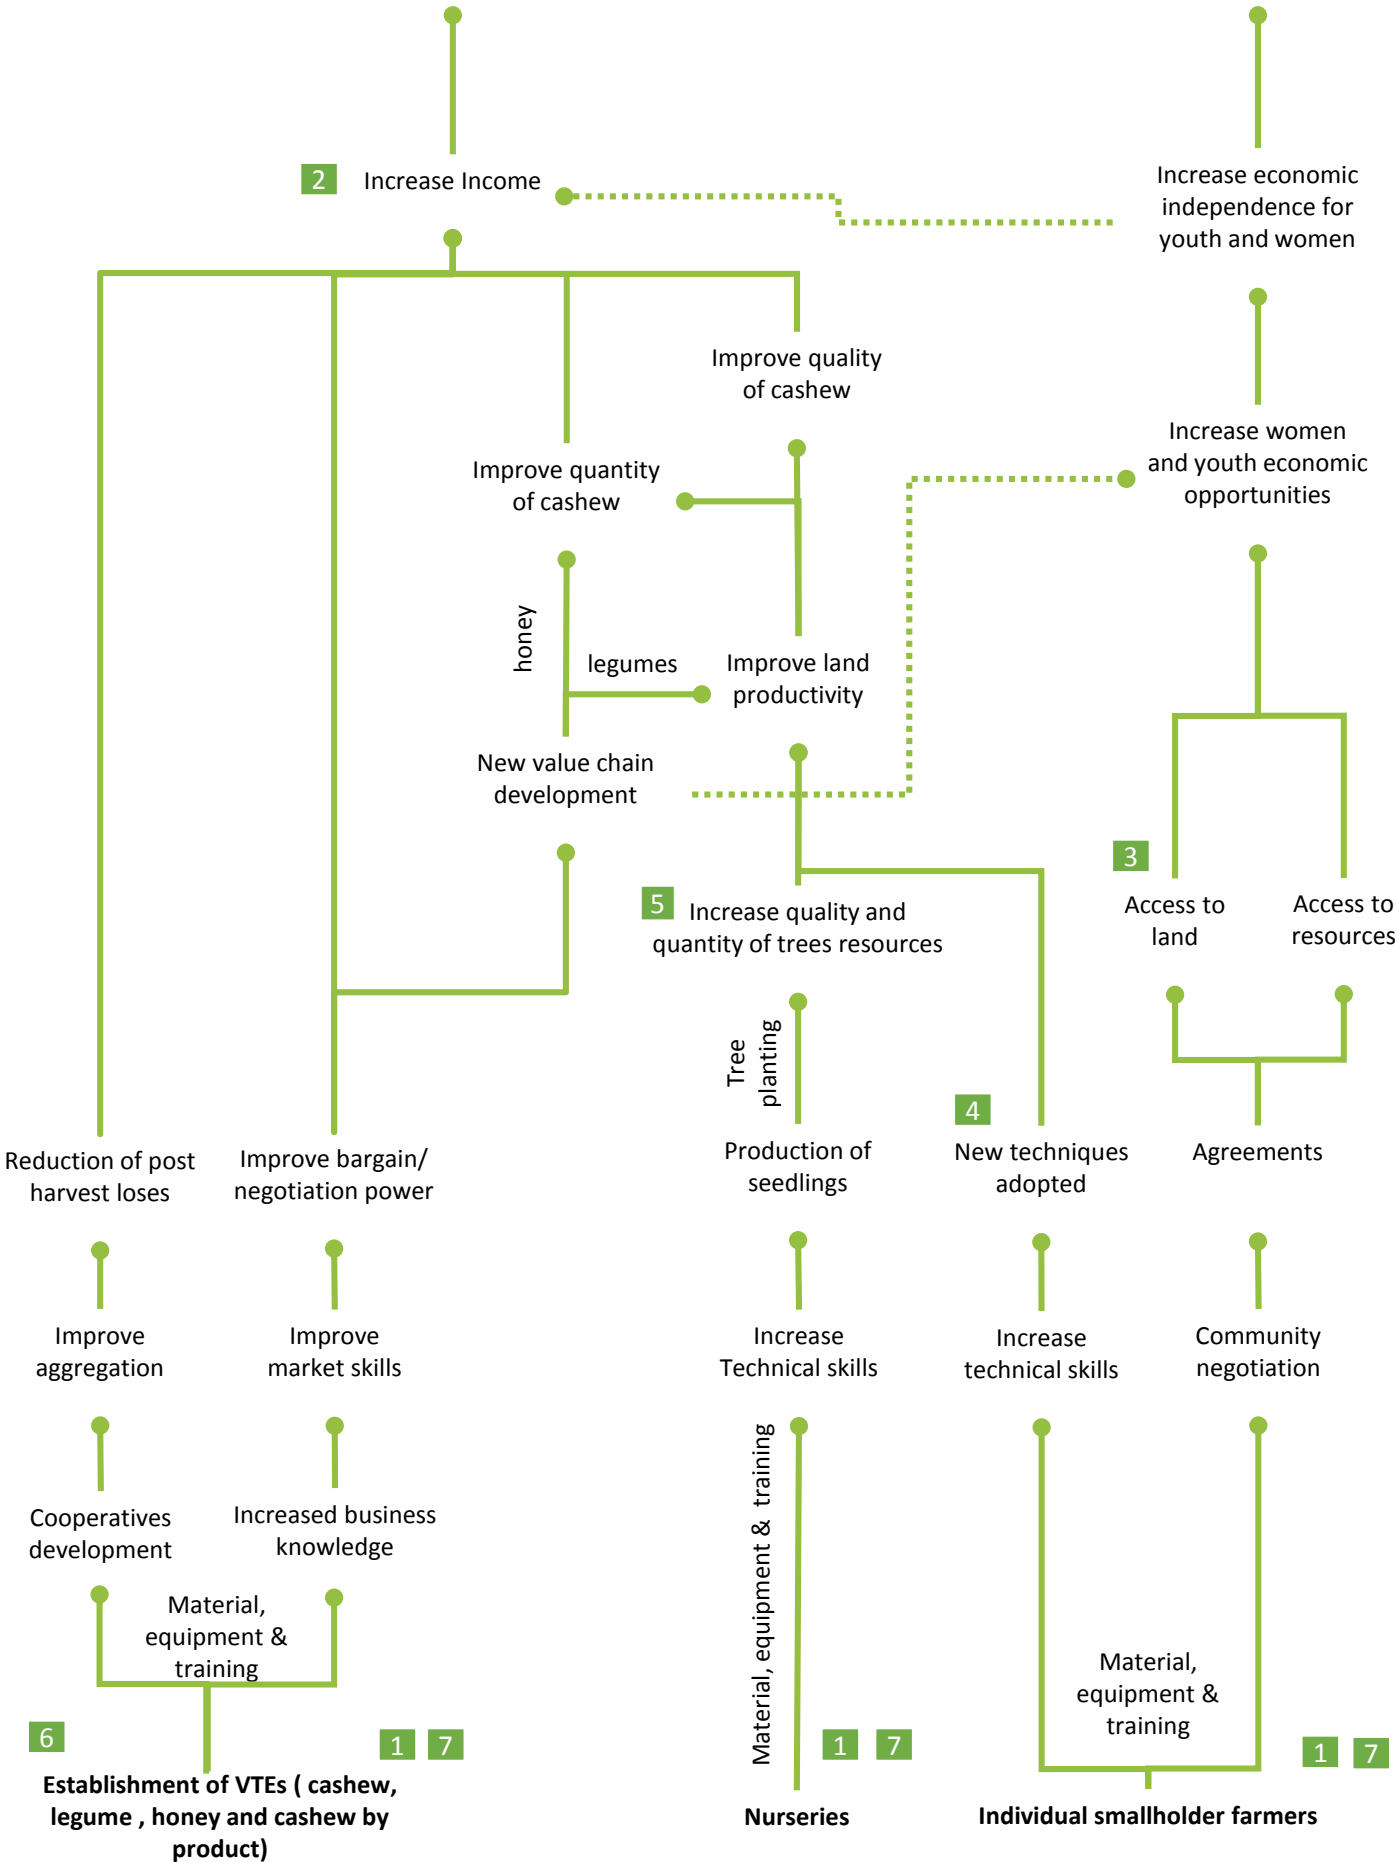 2
Increase Income
Increase economic
independence for
youth and women
Improve quality
of cashew
Increase women
and youth economic
opportunities
Improve quantity
of cashew
honey
legumes
Improve land
productivity
New value chain
development
3
5
Increase quality and
quantity of trees resources
Access to
land
Access to
resources
Tree
planting
4
Reduction of post
harvest loses
Improve bargain/
negotiation power
Production of
seedlings
New techniques
adopted
Agreements
Improve
aggregation
Improve
market skills
Increase
Technical skills
Increase
technical skills
Community
negotiation
Cooperatives
development
Increased business
knowledge
Material, equipment & training
Material,
equipment &
training
Material,
equipment &
training
6
1 7
1 7
1 7
Establishment of VTEs ( cashew,
legume , honey and cashew by
product)
Nurseries
Individual smallholder farmers